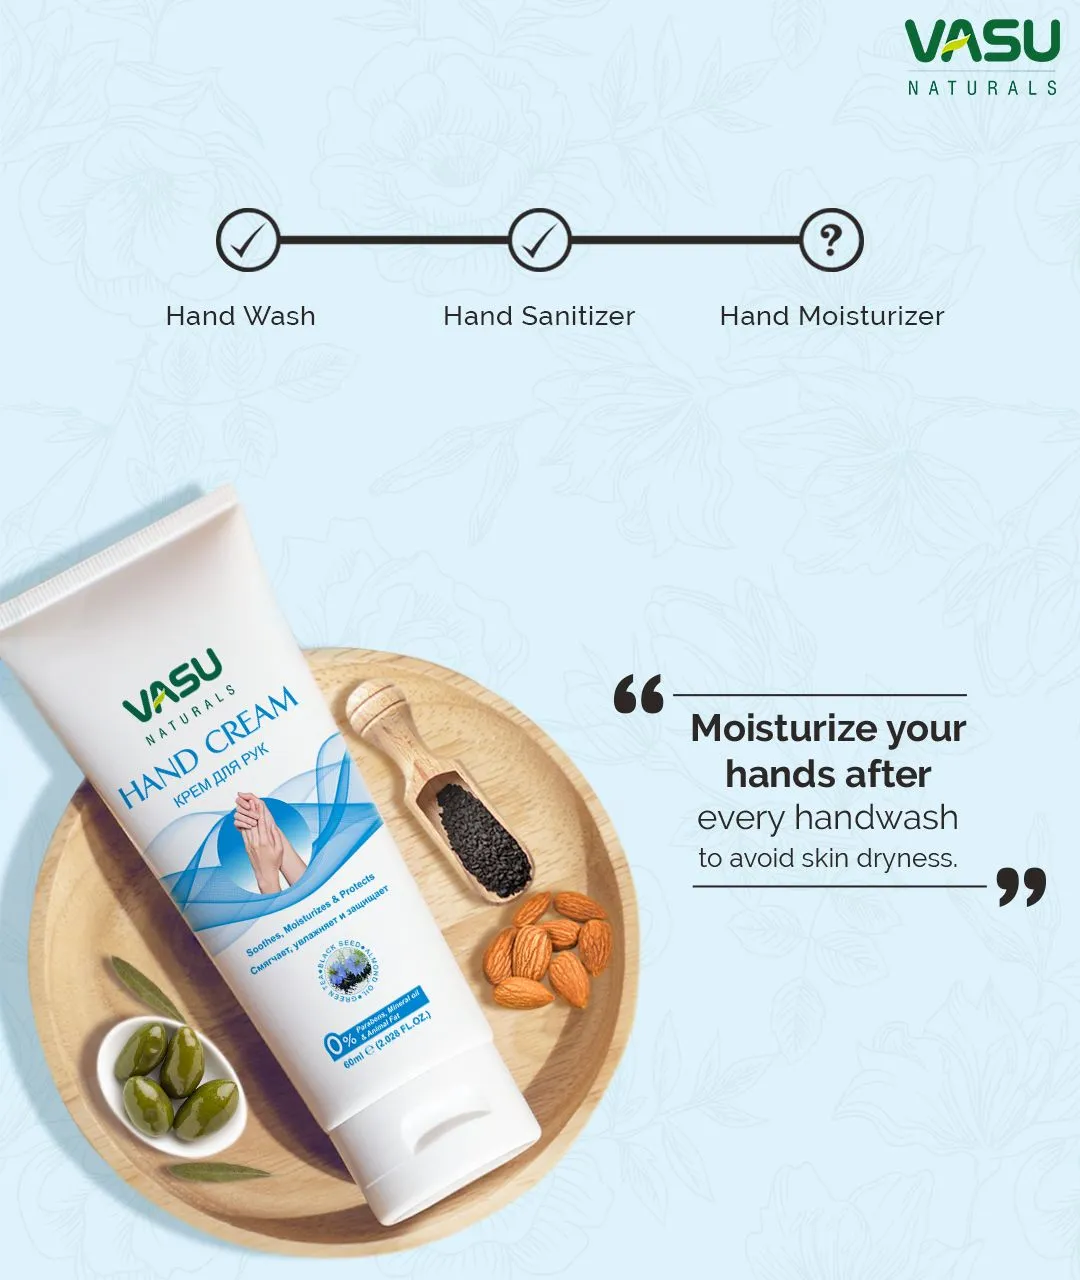 VASU
NATURALS
?
Hand Wash
Hand Sanitizer
Hand Moisturizer
VASU
NATURALS
HAND CREAM
КРЕМ ДЛЯ РУК
Soothes, Moisturizes & Protects
Смягчает, увлажняет и защищает
BLACK SEED • ALMOND OIL • GREEN TEA •
0% Parabens, Mineral oil
& Animal Fat
60ml ℮ (2.028 FL.OZ.)
“
Moisturize your
hands after
every handwash
to avoid skin dryness.
”